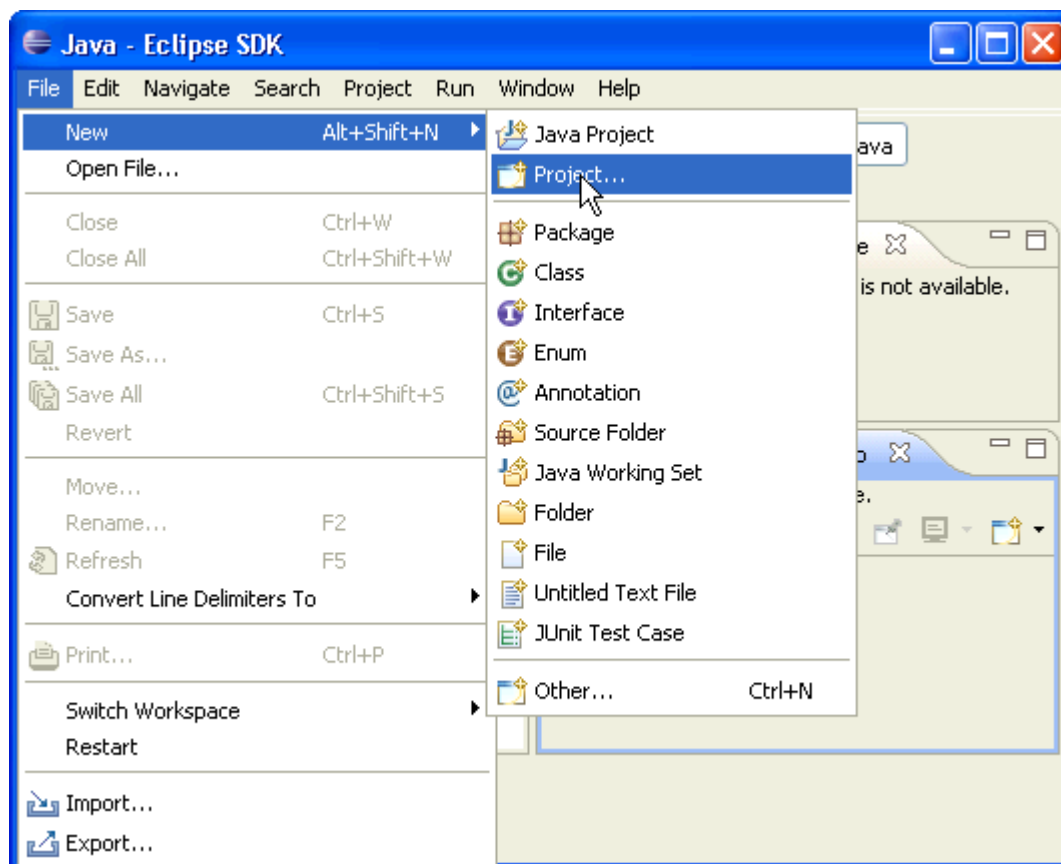 Java - Eclipse SDK
File Edit Navigate Search Project Run Window Help
New Alt+Shift+N
Open File...
Close Ctrl+W
Close All Ctrl+Shift+W
Save Ctrl+S
Save As...
Save All Ctrl+Shift+S
Revert
Move...
Rename... F2
Refresh F5
Convert Line Delimiters To
Print... Ctrl+P
Switch Workspace
Restart
Import...
Export...
Java Project
Project...
Package
Class
Interface
Enum
Annotation
Source Folder
Java Working Set
Folder
File
Untitled Text File
JUnit Test Case
Other... Ctrl+N
ava
e
is not available.
e.